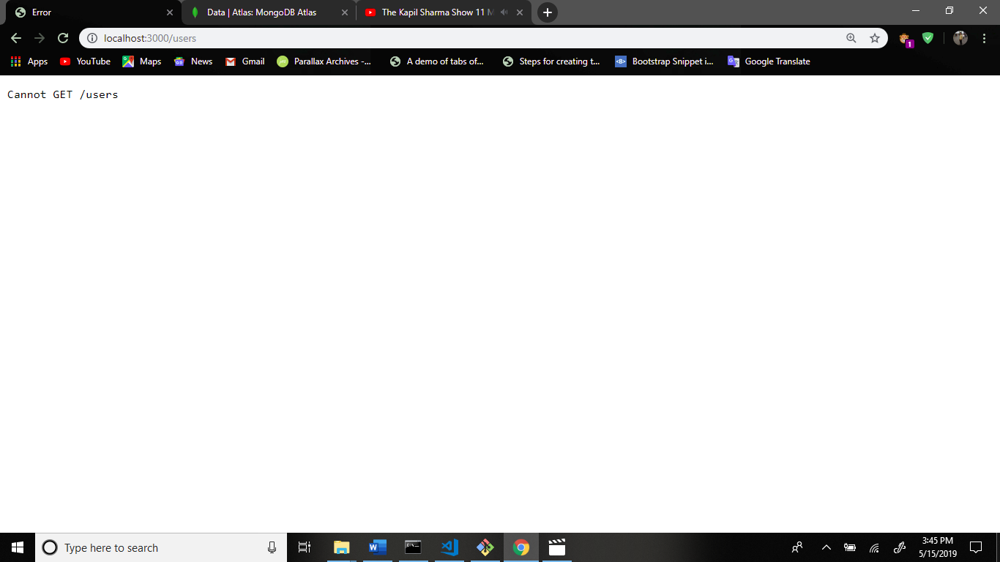 Error
Data | Atlas: MongoDB Atlas
The Kapil Sharma Show 11 M
localhost:3000/users
1
Apps
YouTube
Maps
News
Gmail
Parallax Archives -...
A demo of tabs of...
Steps for creating t...
Bootstrap Snippet i...
Google Translate
Cannot GET /users
Type here to search
3:45 PM
5/15/2019